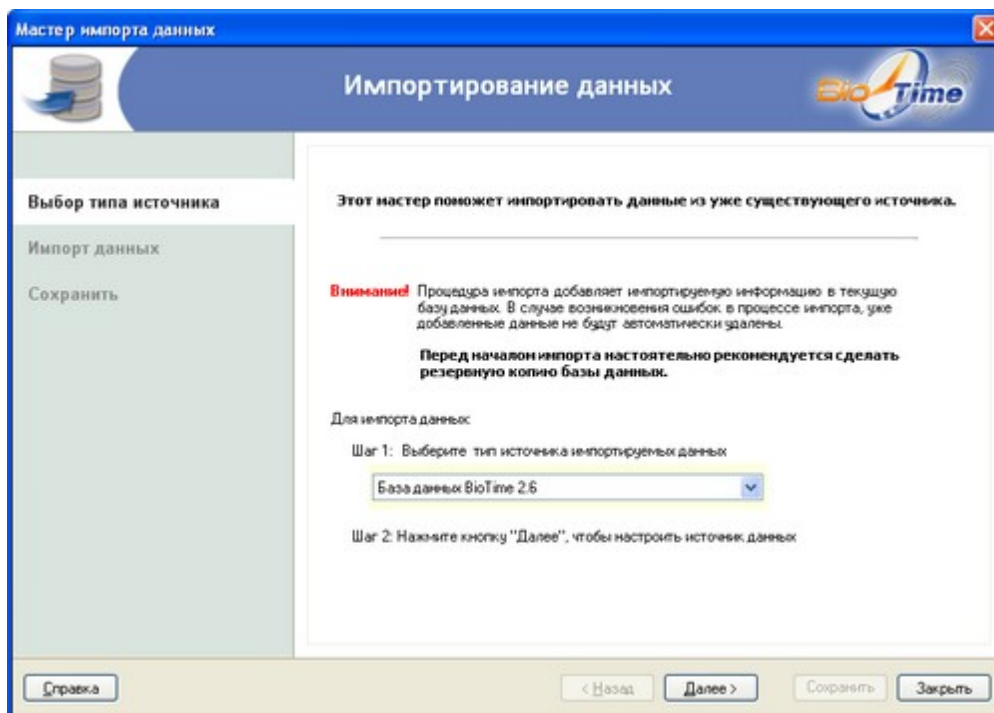 Мастер импорта данных
Импортирование данных
BioTime
Выбор типа источника
Импорт данных
Сохранить
Этот мастер поможет импортировать данные из уже существующего источника.
Внимание! Процедура импорта добавляет импортируемую информацию в текущую
базу данных. В случае возникновения ошибок в процессе импорта, уже
добавленные данные не будут автоматически удалены.
Перед началом импорта настоятельно рекомендуется сделать
резервную копию базы данных.
Для импорта данных:
Шаг 1: Выберите тип источника импортируемых данных
База данных BioTime 2.6
Шаг 2: Нажмите кнопку "Далее", чтобы настроить источник данных
Справка
< Назад
Далее >
Сохранить
Закрыть